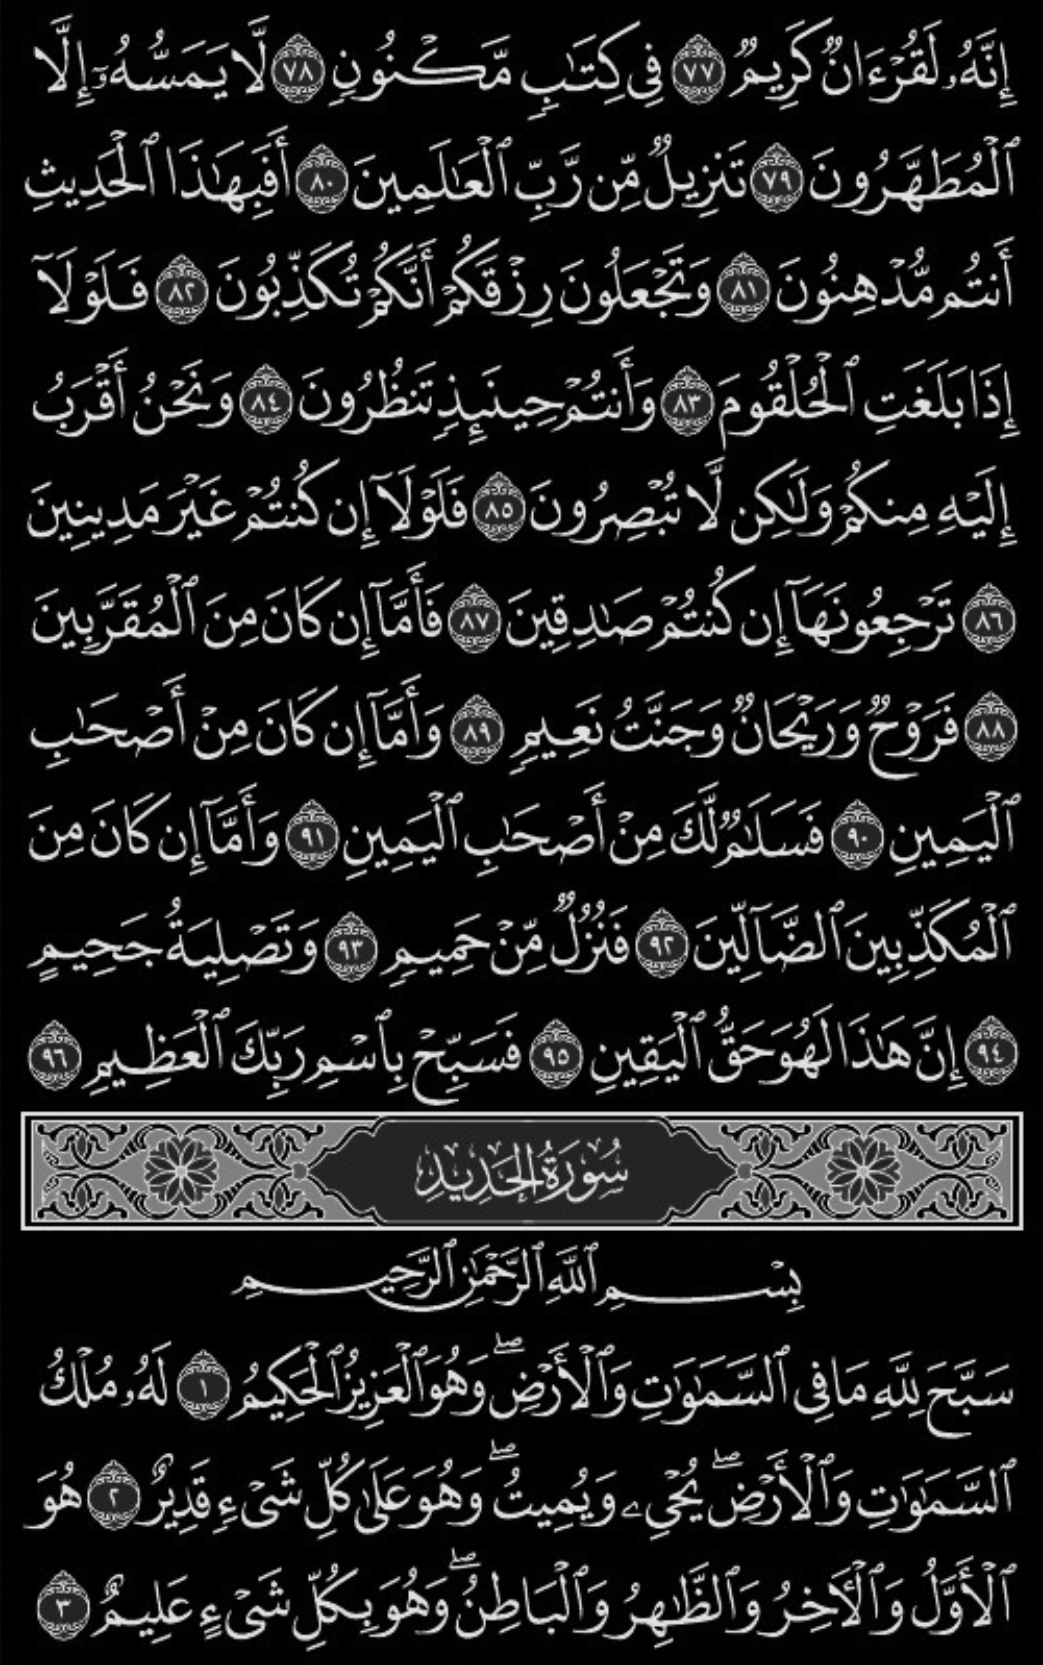 إِنَّهُۥ لَقُرْءَانٌ كَرِيمٌ ٧٧ فِى كِتَٰبٍ مَّكْنُونٍ ٧٨ لَّا يَمَسُّهُۥٓ إِلَّا
ٱلْمُطَهَّرُونَ ٧٩ تَنزِيلٌ مِّن رَّبِّ ٱلْعَٰلَمِينَ ٨٠ أَفَبِهَٰذَا ٱلْحَدِيثِ
أَنتُم مُّدْهِنُونَ ٨١ وَتَجْعَلُونَ رِزْقَكُمْ أَنَّكُمْ تُكَذِّبُونَ ٨٢ فَلَوْلَآ
إِذَا بَلَغَتِ ٱلْحُلْقُومَ ٨٣ وَأَنتُمْ حِينَئِذٍ تَنظُرُونَ ٨٤ وَنَحْنُ أَقْرَبُ
إِلَيْهِ مِنكُمْ وَلَٰكِن لَّا تُبْصِرُونَ ٨٥ فَلَوْلَآ إِن كُنتُمْ غَيْرَ مَدِينِينَ
٨٦ تَرْجِعُونَهَآ إِن كُنتُمْ صَٰدِقِينَ ٨٧ فَأَمَّآ إِن كَانَ مِنَ ٱلْمُقَرَّبِينَ
٨٨ فَرَوْحٌ وَرَيْحَانٌ وَجَنَّتُ نَعِيمٍ ٨٩ وَأَمَّآ إِن كَانَ مِنْ أَصْحَٰبِ
ٱلْيَمِينِ ٩٠ فَسَلَٰمٌ لَّكَ مِنْ أَصْحَٰبِ ٱلْيَمِينِ ٩١ وَأَمَّآ إِن كَانَ مِنَ
ٱلْمُكَذِّبِينَ ٱلضَّآلِّينَ ٩٢ فَنُزُلٌ مِّنْ حَمِيمٍ ٩٣ وَتَصْلِيَةُ جَحِيمٍ
٩٤ إِنَّ هَٰذَا لَهُوَ حَقُّ ٱلْيَقِينِ ٩٥ فَسَبِّحْ بِٱسْمِ رَبِّكَ ٱلْعَظِيمِ ٩٦
سُورَةُ الحَدِيدِ
بِسْمِ ٱللَّهِ ٱلرَّحْمَٰنِ ٱلرَّحِيمِ
سَبَّحَ لِلَّهِ مَا فِى ٱلسَّمَٰوَٰتِ وَٱلْأَرْضِۖ وَهُوَ ٱلْعَزِيزُ ٱلْحَكِيمُ ١ لَهُۥ مُلْكُ
ٱلسَّمَٰوَٰتِ وَٱلْأَرْضِۖ يُحْىِۦ وَيُمِيتُۖ وَهُوَ عَلَىٰ كُلِّ شَىْءٍ قَدِيرٌ ٢ هُوَ
ٱلْأَوَّلُ وَٱلْءَاخِرُ وَٱلظَّٰهِرُ وَٱلْبَاطِنُۖ وَهُوَ بِكُلِّ شَىْءٍ عَلِيمٌ ٣